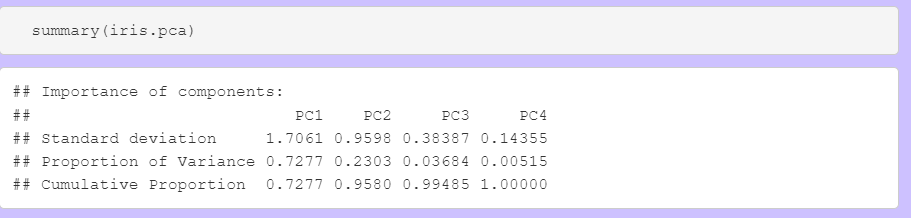 summary(iris.pca)
## Importance of components:
##                           PC1    PC2     PC3     PC4
## Standard deviation     1.7061 0.9598 0.38387 0.14355
## Proportion of Variance 0.7277 0.2303 0.03684 0.00515
## Cumulative Proportion  0.7277 0.9580 0.99485 1.00000